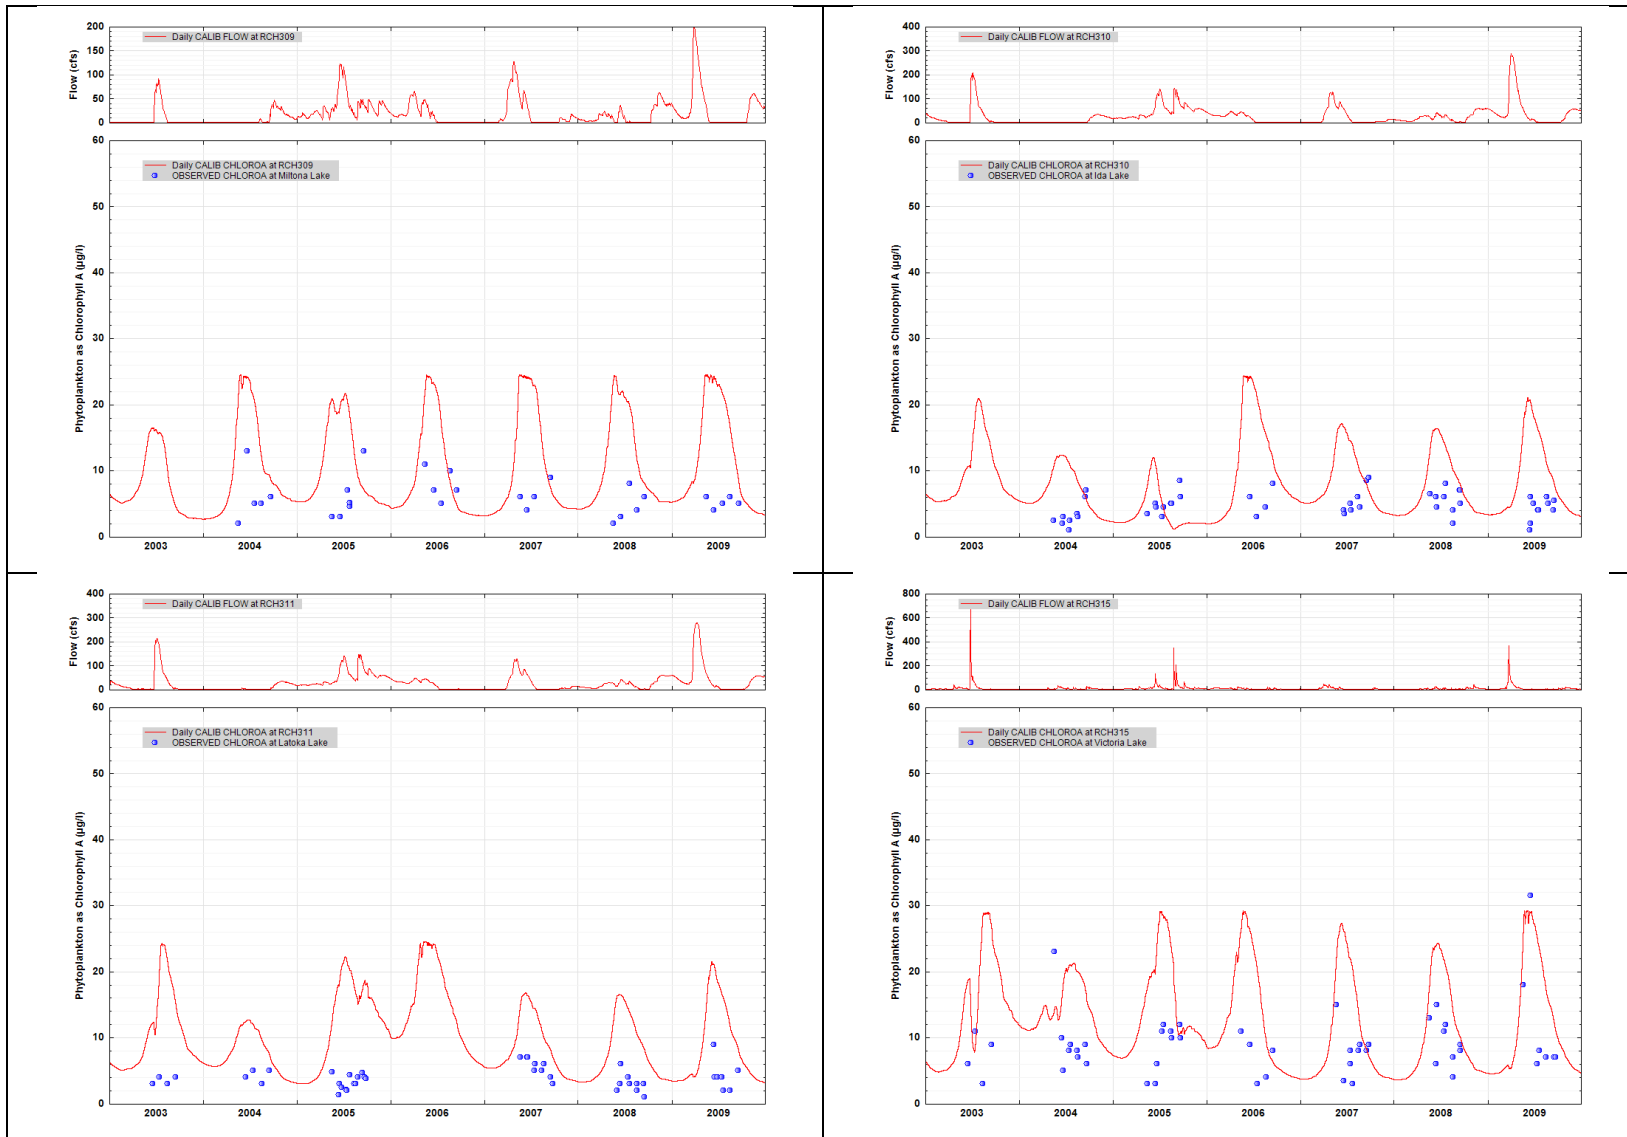 Flow (cfs)
200
150
100
50
0
Daily CALIB FLOW at RCH309
Phytoplankton as Chlorophyll A (µg/l)
60
50
40
30
20
10
0
Daily CALIB CHLOROA at RCH309
OBSERVED CHLOROA at Miltona Lake
2003 2004 2005 2006 2007 2008 2009
Flow (cfs)
400
300
200
100
0
Daily CALIB FLOW at RCH310
Phytoplankton as Chlorophyll A (µg/l)
60
50
40
30
20
10
0
Daily CALIB CHLOROA at RCH310
OBSERVED CHLOROA at Ida Lake
2003 2004 2005 2006 2007 2008 2009
Flow (cfs)
400
300
200
100
0
Daily CALIB FLOW at RCH311
Phytoplankton as Chlorophyll A (µg/l)
60
50
40
30
20
10
0
Daily CALIB CHLOROA at RCH311
OBSERVED CHLOROA at Latoka Lake
2003 2004 2005 2006 2007 2008 2009
Flow (cfs)
800
600
400
200
0
Daily CALIB FLOW at RCH315
Phytoplankton as Chlorophyll A (µg/l)
60
50
40
30
20
10
0
Daily CALIB CHLOROA at RCH315
OBSERVED CHLOROA at Victoria Lake
2003 2004 2005 2006 2007 2008 2009